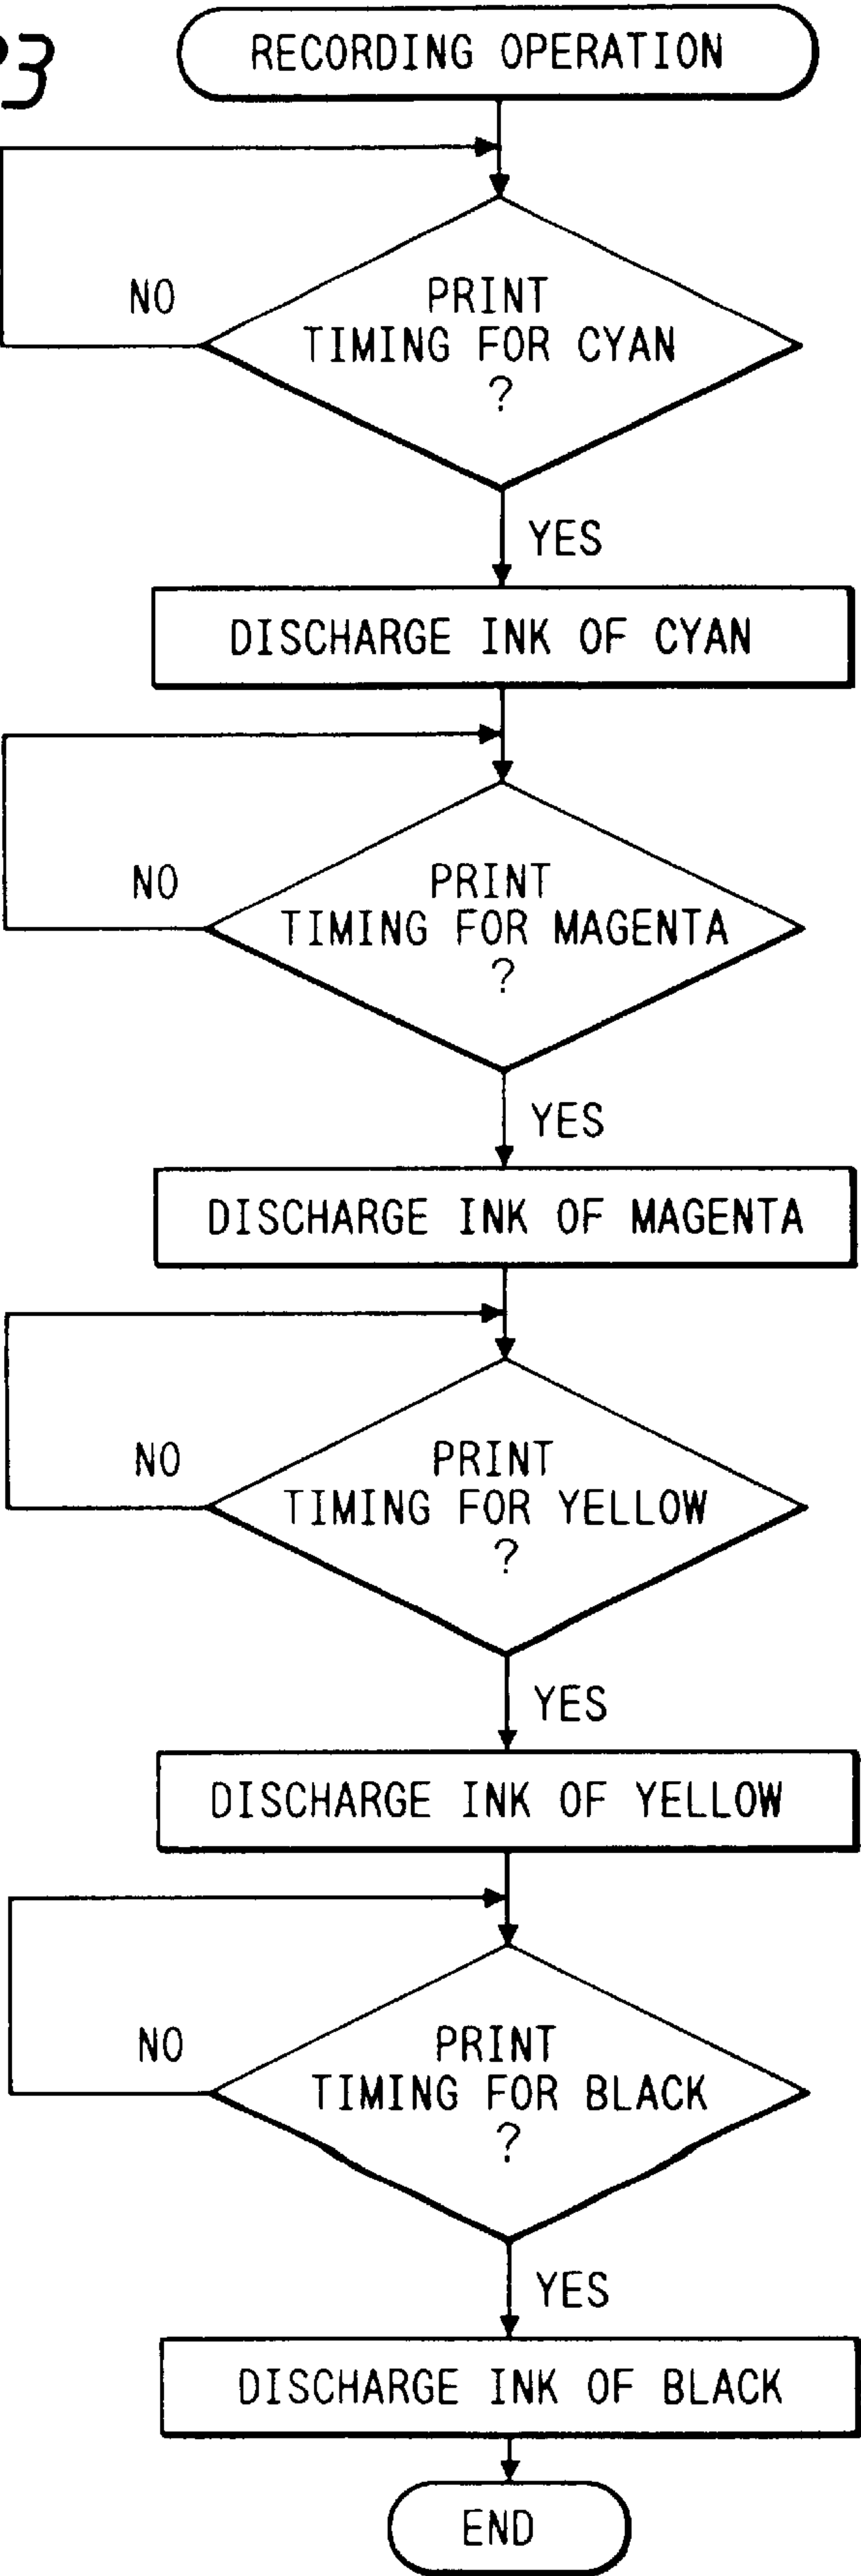 RECORDING OPERATION
PRINT
TIMING FOR CYAN
?
NO
YES
DISCHARGE INK OF CYAN
PRINT
TIMING FOR MAGENTA
?
NO
YES
DISCHARGE INK OF MAGENTA
PRINT
TIMING FOR YELLOW
?
NO
YES
DISCHARGE INK OF YELLOW
PRINT
TIMING FOR BLACK
?
NO
YES
DISCHARGE INK OF BLACK
END